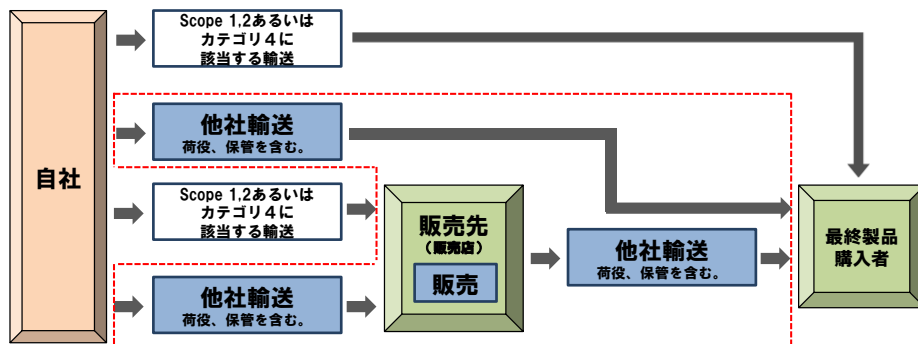 Scope 1,2あるいは
カテゴリ4に
該当する輸送
他社輸送
荷役、保管を含む。
自社
Scope 1,2あるいは
カテゴリ4に
該当する輸送
販売先
(販売店)
販売
他社輸送
荷役、保管を含む。
最終製品
購入者
他社輸送
荷役、保管を含む。